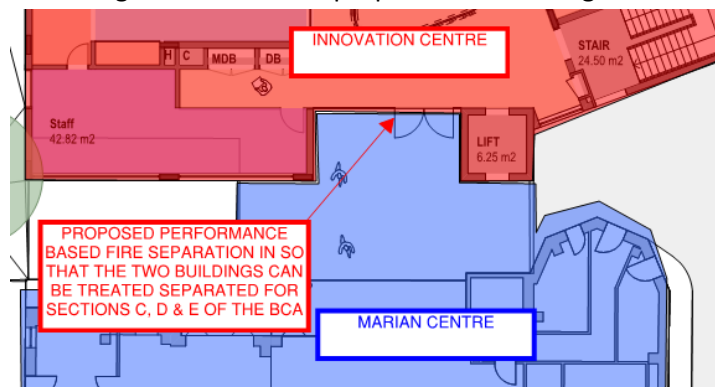 INNOVATION CENTRE
STAIR
24.50 m2
H
C
MDB
DB
Staff
42.82 m2
LIFT
6.25 m2
PROPOSED PERFORMANCE
BASED FIRE SEPARATION IN SO
THAT THE TWO BUILDINGS CAN
BE TREATED SEPARATED FOR
SECTIONS C, D & E OF THE BCA
MARIAN CENTRE